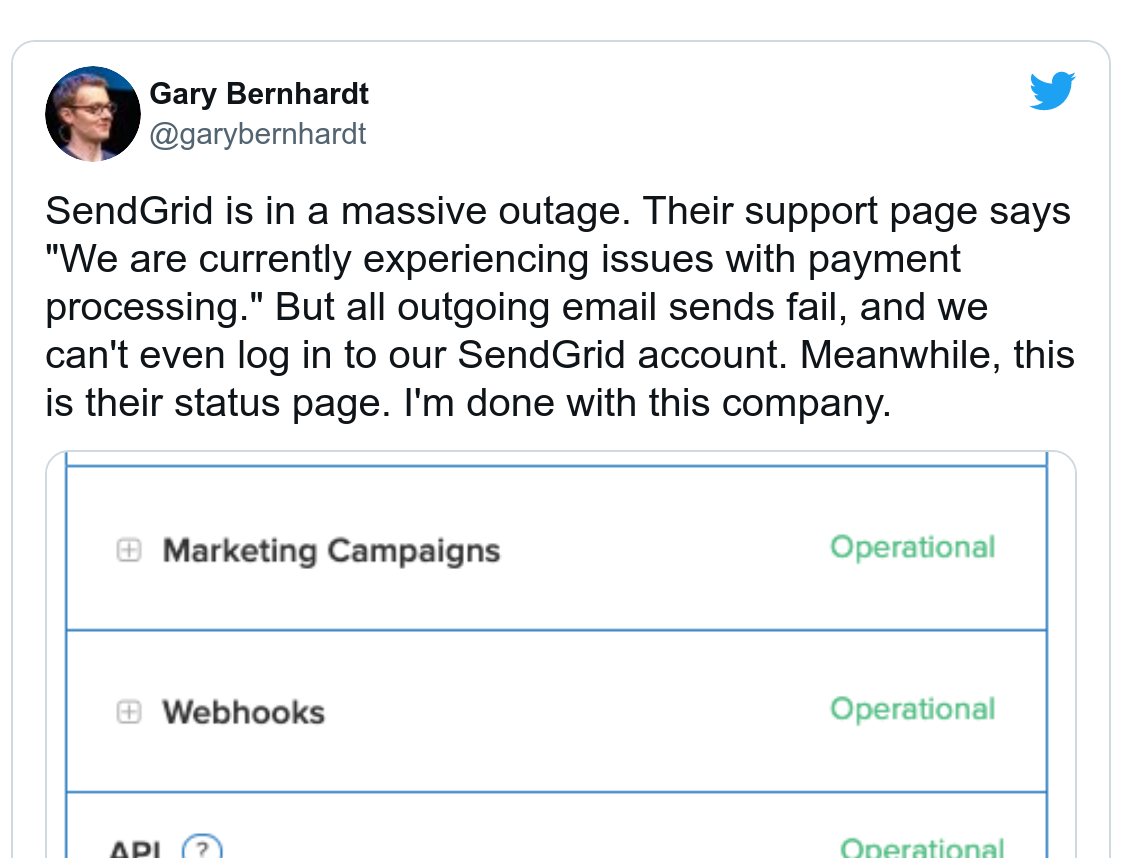 Gary Bernhardt
@garybernhardt
SendGrid is in a massive outage. Their support page says
"We are currently experiencing issues with payment
processing." But all outgoing email sends fail, and we
can't even log in to our SendGrid account. Meanwhile, this
is their status page. I'm done with this company.
Marketing Campaigns Operational
Webhooks Operational
API ? Operational